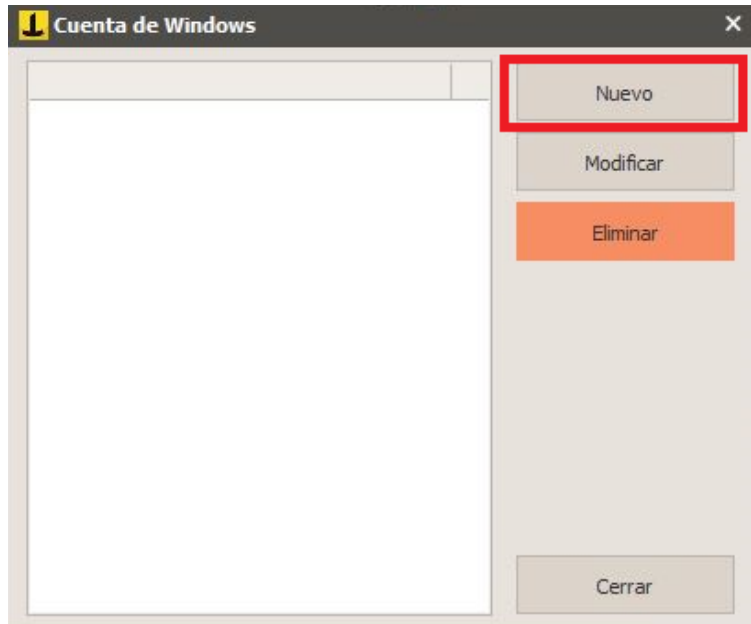 Cuenta de Windows
Nuevo
Modificar
Eliminar
Cerrar